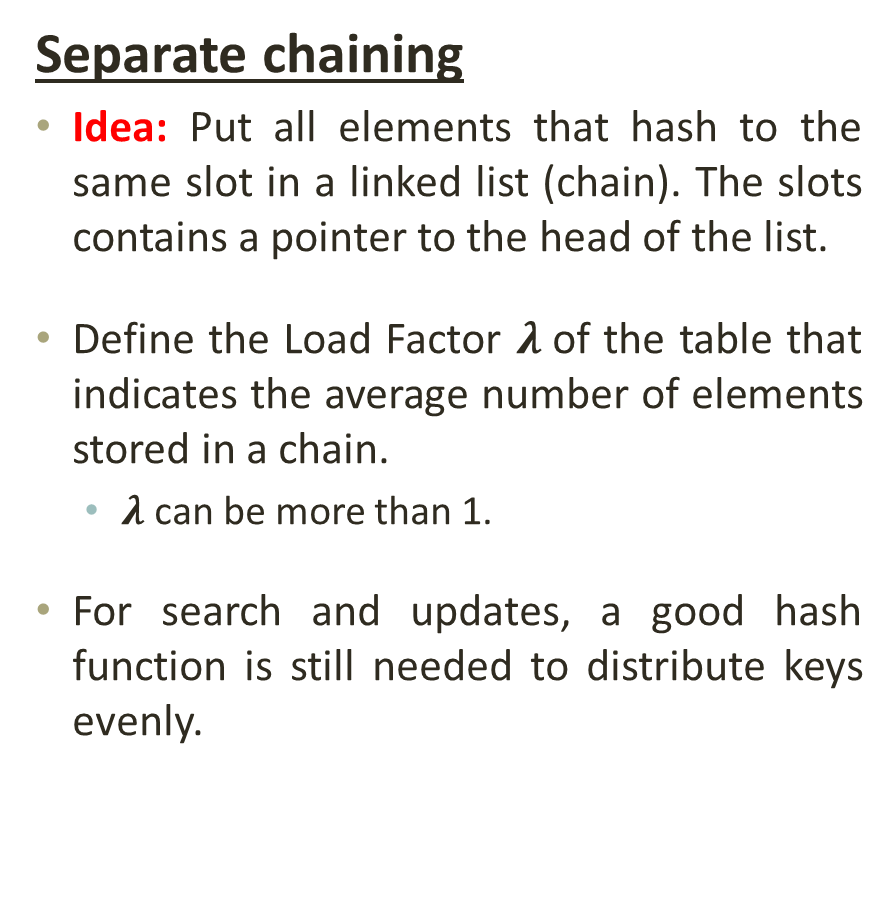 Separate chaining
• Idea: Put all elements that hash to the
same slot in a linked list (chain). The slots
contains a pointer to the head of the list.
• Define the Load Factor λ of the table that
indicates the average number of elements
stored in a chain.
• λ can be more than 1.
• For search and updates, a good hash
function is still needed to distribute keys
evenly.